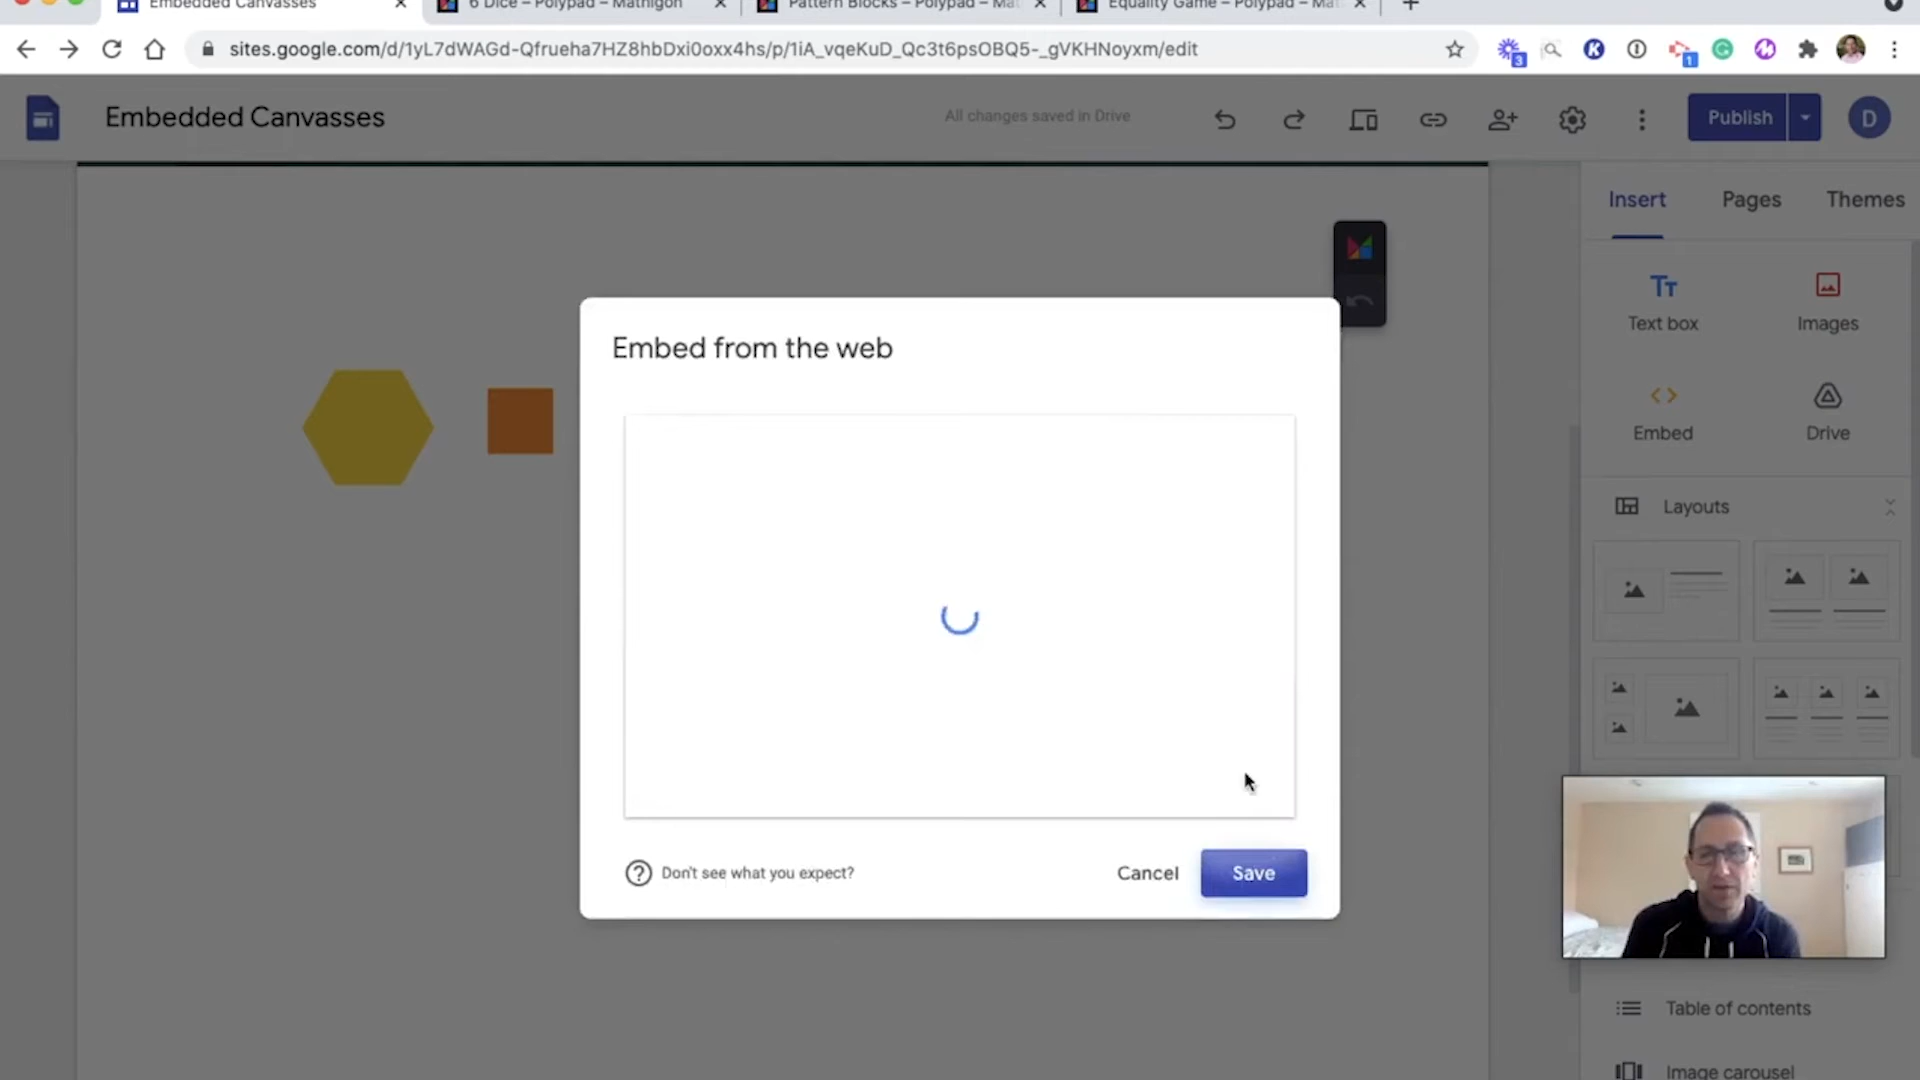 Embedded Canvasses
6 Dice – Polypad – Mathigon
Pattern Blocks – Polypad – Ma
Equality Game – Polypad – Ma
sites.google.com/d/1yL7dWAGd-Qfrueha7HZ8hbDxi0oxx4hs/p/1iA_vqeKuD_Qc3t6psOBQ5-_gVKHNoyxm/edit
3
1
Embedded Canvasses
All changes saved in Drive
Publish
D
Insert
Pages
Themes
Text box
Images
Embed
Drive
Layouts
Embed from the web
Don't see what you expect?
Cancel
Save
Table of contents
Image carousel